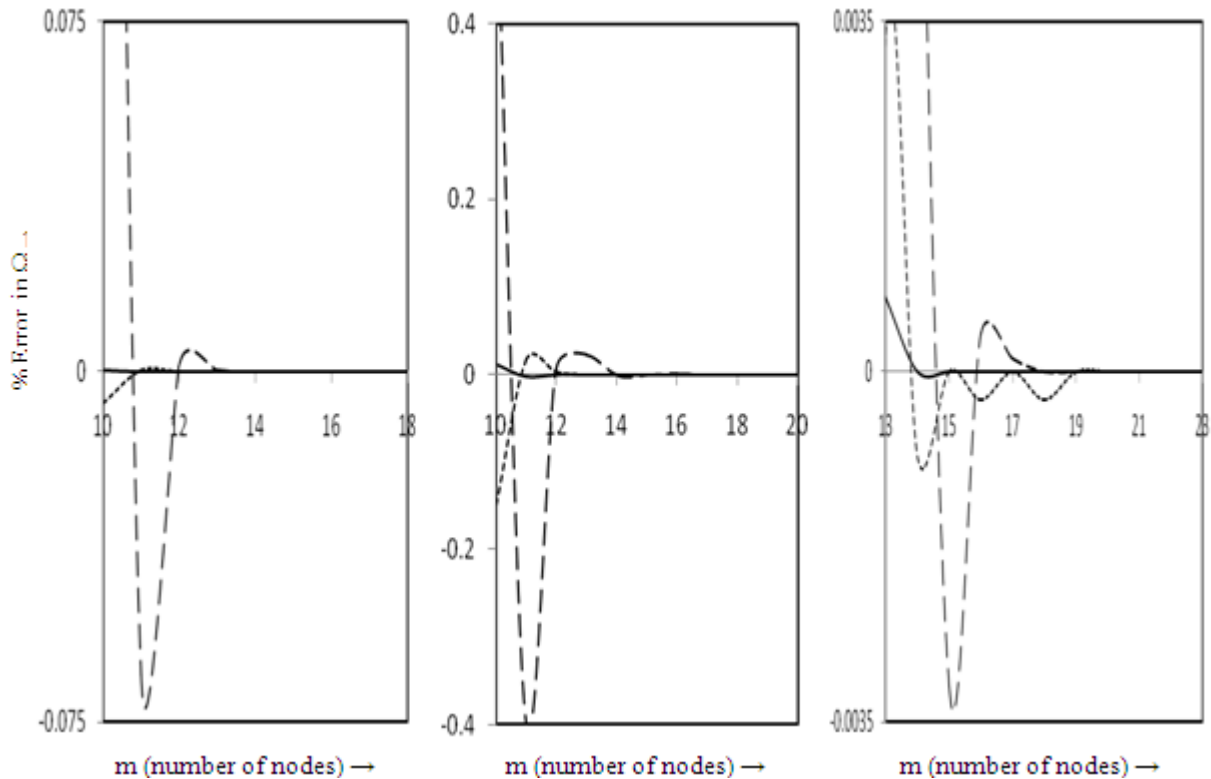 0.075
0
-0.075
10 12 14 16 18
% Error in Ω →
m (number of nodes) →
0.4
0.2
0
-0.2
-0.4
10 12 14 16 18 20
m (number of nodes) →
0.0035
0
-0.0035
15 17 19 21 23
m (number of nodes) →